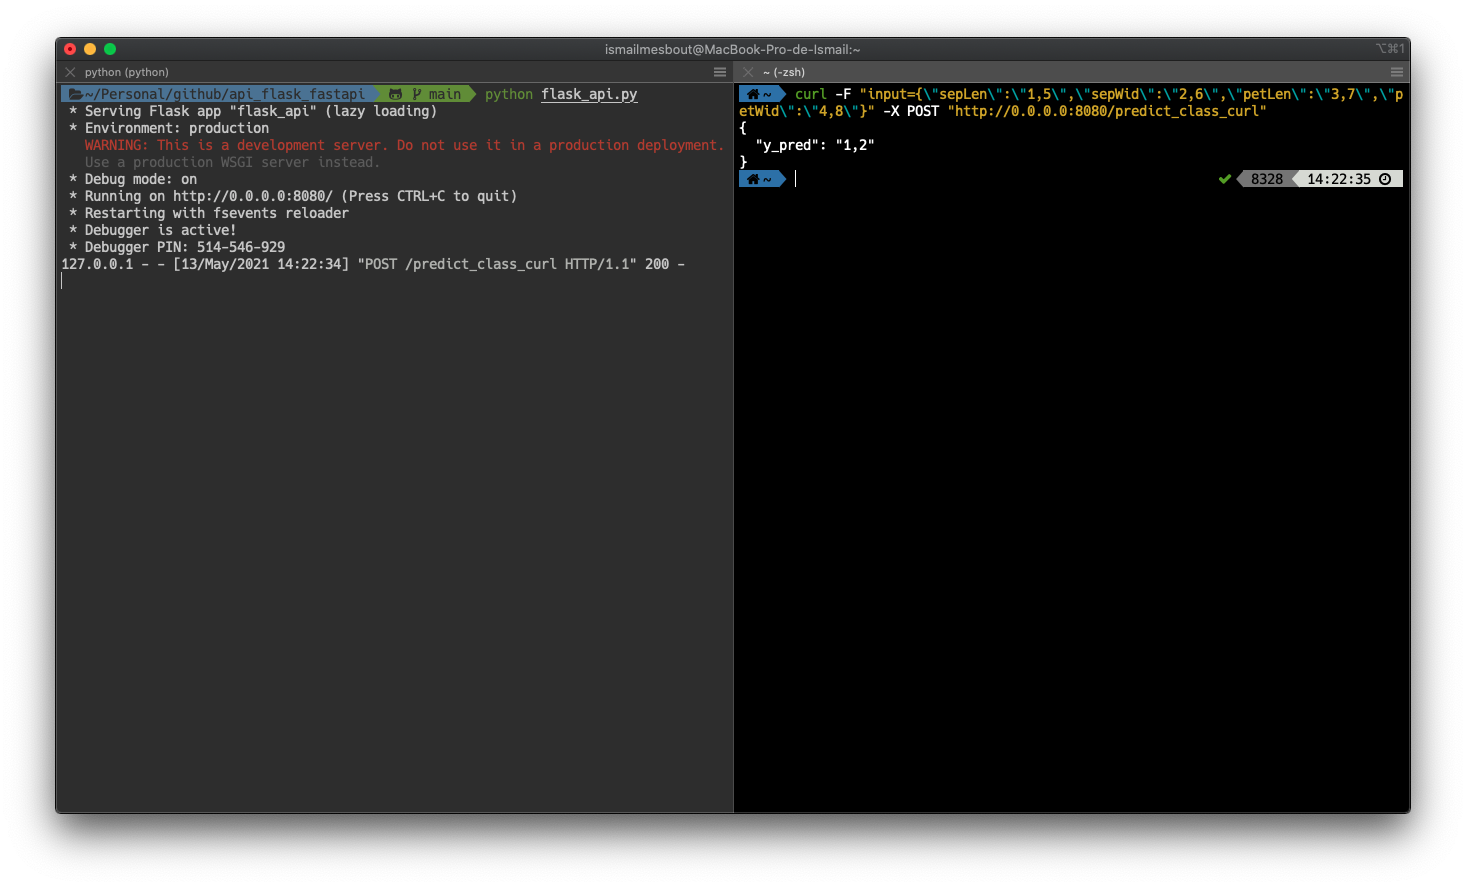 ismailmesbout@MacBook-Pro-de-Ismail:~
⌥⌘1
python (python)
~/Personal/github/api_flask_fastapi main python flask_api.py
* Serving Flask app "flask_api" (lazy loading)
* Environment: production
WARNING: This is a development server. Do not use it in a production deployment.
Use a production WSGI server instead.
* Debug mode: on
* Running on http://0.0.0.0:8080/ (Press CTRL+C to quit)
* Restarting with fsevents reloader
* Debugger is active!
* Debugger PIN: 514-546-929
127.0.0.1 - - [13/May/2021 14:22:34] "POST /predict_class_curl HTTP/1.1" 200 -
~ (-zsh)
~ curl -F "input={\"sepLen\":\"1,5\",\"sepWid\":\"2,6\",\"petLen\":\"3,7\",\"p
etWid\":\"4,8\"}" -X POST "http://0.0.0.0:8080/predict_class_curl"
{
"y_pred": "1,2"
}
~ ✔ 8328 14:22:35